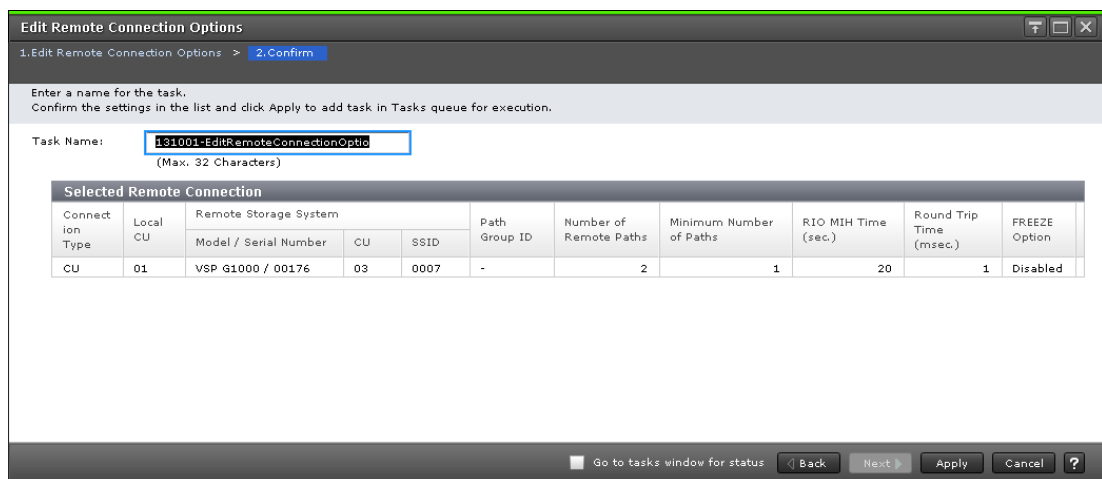 Edit Remote Connection Options
1.Edit Remote Connection Options > 2.Confirm
Enter a name for the task.
Confirm the settings in the list and click Apply to add task in Tasks queue for execution.
Task Name: 131001-EditRemoteConnectionOptio
(Max. 32 Characters)
Selected Remote Connection
Connect
ion
Type
Local
CU
Remote Storage System
Model / Serial Number CU SSID
Path
Group ID
Number of
Remote Paths
Minimum Number
of Paths
RIO MIH Time
(sec.)
Round Trip
Time
(msec.)
FREEZE
Option
CU 01 VSP G1000 / 00176 03 0007 - 2 1 20 1 Disabled
Go to tasks window for status Back Next Apply Cancel ?